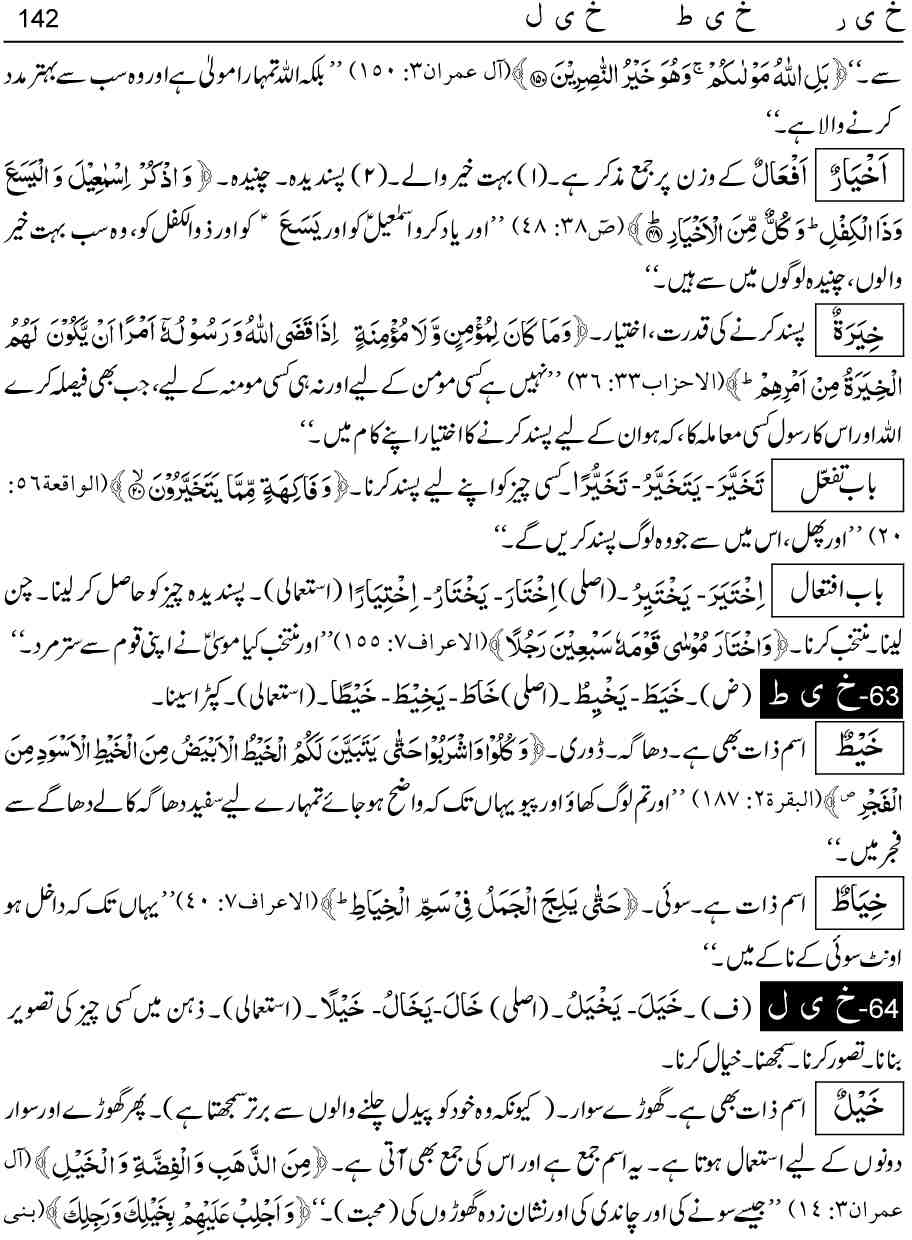 خ ی ر   خ ی ط   خ ی ل   142
سے۔‘‘﴿بَلِ اللّٰهُ مَوْلٰىكُمْ ۚ وَهُوَ خَيْرُ النّٰصِرِيْنَ ﴿۱۵۰﴾﴾(آل عمران۳: ۱۵۰) ’’بلکہ اللہ تمہارا مولیٰ ہے اور وہ سب سے بہتر مدد
کرنے والا ہے۔‘‘
اَخْيَارٌ اَفْعَالٌ کے وزن پر جمع مذکر ہے۔(۱) بہت خیر والے۔(۲) پسندیدہ۔ چنیدہ۔﴿وَاذْكُرْ اِسْمٰعِيْلَ وَالْيَسَعَ
وَذَا الْكِفْلِ ؕ وَكُلٌّ مِّنَ الْاَخْيَارِ ﴿۴۸﴾ؕ﴾(صٓ۳۸: ۴۸) ’’اور یاد کرو اسمٰعیلؑ کو اور یَسَعَ ؑ کو اور ذوالکفل کو، وہ سب بہت خیر
والوں، چنیدہ لوگوں میں سے ہیں۔‘‘
خِيَرَةٌ پسند کرنے کی قدرت، اختیار۔﴿وَمَا كَانَ لِمُؤْمِنٍ وَّلَا مُؤْمِنَةٍ اِذَا قَضَى اللّٰهُ وَرَسُوْلُهٗۤ اَمْرًا اَنْ يَّكُوْنَ لَهُمُ
الْخِيَرَةُ مِنْ اَمْرِهِمْ ؕ﴾(الاحزاب۳۳: ۳۶) ’’نہیں ہے کسی مومن کے لیے اور نہ ہی کسی مومنہ کے لیے، جب بھی فیصلہ کرے
اللہ اور اس کا رسول کسی معاملہ کا، کہ ہو ان کے لیے پسند کرنے کا اختیار اپنے کام میں۔‘‘
باب تفعّل تَخَيَّرَ - يَتَخَيَّرُ - تَخَيُّرًا ۔کسی چیز کو اپنے لیے پسند کرنا۔﴿وَفَاكِهَةٍ مِّمَّا يَتَخَيَّرُوْنَ ﴿۲۰﴾ۙ﴾(الواقعة۵۶:
۲۰) ’’اور پھل، اس میں سے جو وہ لوگ پسند کریں گے۔‘‘
باب افتعال اِخْتَيَرَ - يَخْتَيِرُ ۔(اصلی)اِخْتَارَ - يَخْتَارُ - اِخْتِيَارًا (استعمالی)۔ پسندیدہ چیز کو حاصل کر لینا۔ چن
لینا۔ منتخب کرنا۔﴿وَاخْتَارَ مُوْسٰى قَوْمَهٗ سَبْعِيْنَ رَجُلًا﴾(الاعراف۷: ۱۵۵)’’اور منتخب کیا موسیٰؑ نے اپنی قوم سے ستر مرد۔‘‘
63-خ ی ط (ض)۔خَيَطَ - يَخْيِطُ ۔(اصلی)خَاطَ - يَخِيْطُ - خَيْطًا۔(استعمالی)۔ کپڑا سینا۔
خَيْطٌ اسم ذات بھی ہے۔ دھاگہ۔ ڈوری۔﴿وَكُلُوْا وَاشْرَبُوْا حَتّٰى يَتَبَيَّنَ لَكُمُ الْخَيْطُ الْاَبْيَضُ مِنَ الْخَيْطِ الْاَسْوَدِ مِنَ
الْفَجْرِ ۪﴾(البقرة۲: ۱۸۷) ’’اور تم لوگ کھاؤ اور پیو یہاں تک کہ واضح ہو جائے تمہارے لیے سفید دھاگہ کالے دھاگے سے
فجر میں۔‘‘
خِيَاطٌ اسم ذات ہے۔ سوئی۔﴿حَتّٰى يَلِجَ الْجَمَلُ فِيْ سَمِّ الْخِيَاطِ ؕ﴾(الاعراف۷: ۴۰)’’یہاں تک کہ داخل ہو
اونٹ سوئی کے ناکے میں۔‘‘
64-خ ی ل (ف)۔خَيَلَ - يَخْيَلُ ۔(اصلی) خَالَ - يَخَالُ - خَيْلًا ۔(استعمالی)۔ ذہن میں کسی چیز کی تصویر
بنانا۔ تصور کرنا۔ سمجھنا۔ خیال کرنا۔
خَيْلٌ اسم ذات بھی ہے۔ گھوڑے سوار۔( کیونکہ وہ خود کو پیدل چلنے والوں سے برتر سمجھتا ہے)۔ پھر گھوڑے اور سوار
دونوں کے لیے استعمال ہوتا ہے۔ یہ اسم جمع ہے اور اس کی جمع بھی آتی ہے۔﴿مِنَ الذَّهَبِ وَالْفِضَّةِ وَالْخَيْلِ﴾(آل
عمران۳: ۱۴) ’’جیسے سونے کی اور چاندی کی اور نشان زدہ گھوڑوں کی (محبت)۔‘‘﴿وَاَجْلِبْ عَلَيْهِمْ بِخَيْلِكَ وَرَجِلِكَ﴾(بنی